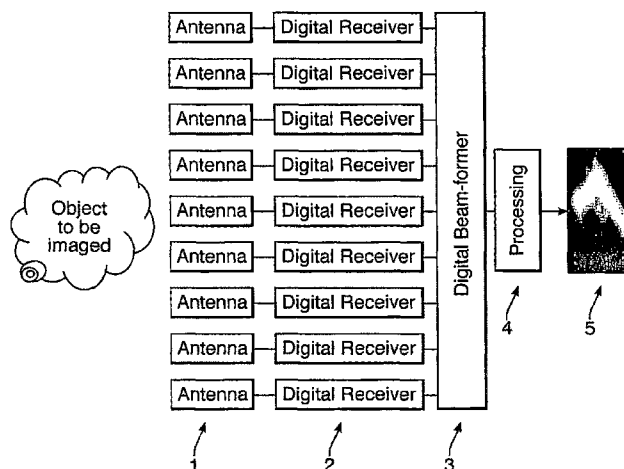 Antenna Digital Receiver
Antenna Digital Receiver
Antenna Digital Receiver
Antenna Digital Receiver
Antenna Digital Receiver
Antenna Digital Receiver
Antenna Digital Receiver
Antenna Digital Receiver
Antenna Digital Receiver
Object
to be
imaged
Digital Beam-former
Processing
1
2
3
4
5